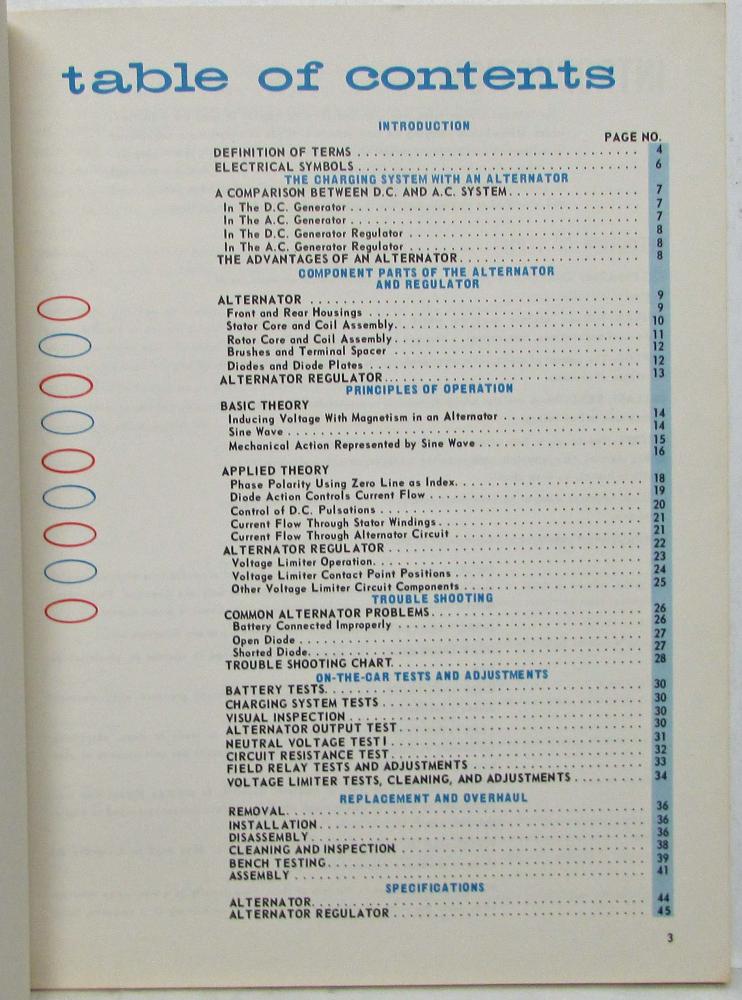 table of contents
INTRODUCTION
PAGE NO.
DEFINITION OF TERMS 4
ELECTRICAL SYMBOLS 6
THE CHARGING SYSTEM WITH AN ALTERNATOR
A COMPARISON BETWEEN D.C. AND A.C. SYSTEM 7
In The D.C. Generator 7
In The A.C. Generator 7
In The D.C. Generator Regulator 8
In The A.C. Generator Regulator 8
THE ADVANTAGES OF AN ALTERNATOR 8
COMPONENT PARTS OF THE ALTERNATOR
AND REGULATOR
ALTERNATOR 9
Front and Rear Housings 9
Stator Core and Coil Assembly 10
Rotor Core and Coil Assembly 11
Brushes and Terminal Spacer 12
Diodes and Diode Plates 12
ALTERNATOR REGULATOR 13
PRINCIPLES OF OPERATION
BASIC THEORY
Inducing Voltage With Magnetism in an Alternator 14
Sine Wave 14
Mechanical Action Represented by Sine Wave 15
16
APPLIED THEORY
Phase Polarity Using Zero Line as Index 18
Diode Action Controls Current Flow 19
Control of D.C. Pulsations 20
Current Flow Through Stator Windings 21
Current Flow Through Alternator Circuit 21
ALTERNATOR REGULATOR 22
Voltage Limiter Operation 23
Voltage Limiter Contact Point Positions 24
Other Voltage Limiter Circuit Components 25
TROUBLE SHOOTING
COMMON ALTERNATOR PROBLEMS 26
Battery Connected Improperly 26
Open Diode 27
Shorted Diode 27
TROUBLE SHOOTING CHART 28
ON-THE-CAR TESTS AND ADJUSTMENTS
BATTERY TESTS 30
CHARGING SYSTEM TESTS 30
VISUAL INSPECTION 30
ALTERNATOR OUTPUT TEST 30
NEUTRAL VOLTAGE TEST I 31
CIRCUIT RESISTANCE TEST 32
FIELD RELAY TESTS AND ADJUSTMENTS 33
VOLTAGE LIMITER TESTS, CLEANING, AND ADJUSTMENTS 34
REPLACEMENT AND OVERHAUL
REMOVAL 36
INSTALLATION 36
DISASSEMBLY 36
CLEANING AND INSPECTION 38
BENCH TESTING 39
ASSEMBLY 41
SPECIFICATIONS
ALTERNATOR 44
ALTERNATOR REGULATOR 45
3